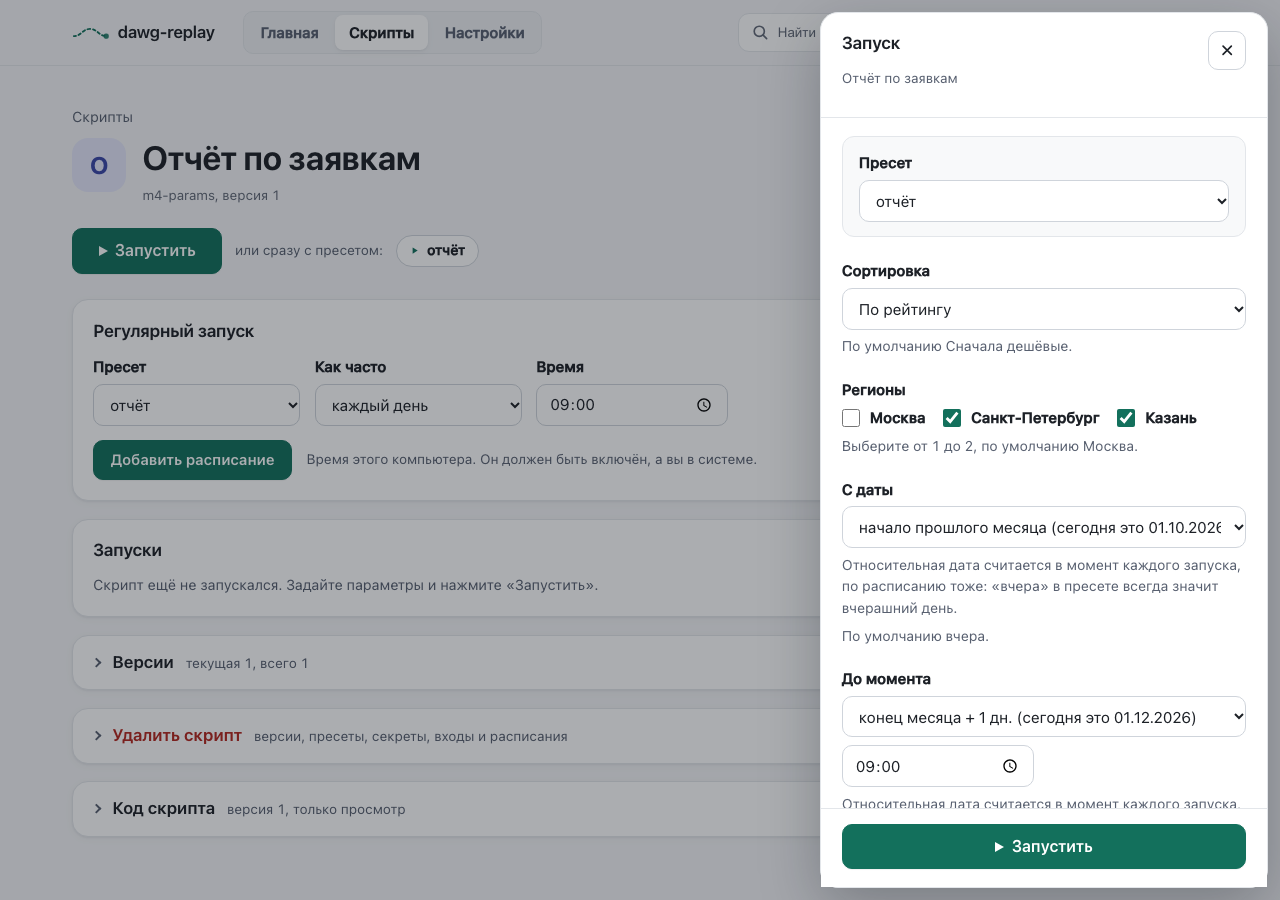 dawg-replay
Главная
Скрипты
Настройки
Найти
Скрипты
О
Отчёт по заявкам
m4-params, версия 1
Запустить
или сразу с пресетом:
отчёт
Регулярный запуск
Пресет
Как часто
Время
отчёт
каждый день
09:00
Добавить расписание
Время этого компьютера. Он должен быть включён, а вы в системе.
Запуски
Скрипт ещё не запускался. Задайте параметры и нажмите «Запустить».
Версии
текущая 1, всего 1
Удалить скрипт
версии, пресеты, секреты, входы и расписания
Код скрипта
версия 1, только просмотр
Запуск
Отчёт по заявкам
Пресет
отчёт
Сортировка
По рейтингу
По умолчанию Сначала дешёвые.
Регионы
Москва
Санкт-Петербург
Казань
Выберите от 1 до 2, по умолчанию Москва.
С даты
начало прошлого месяца (сегодня это 01.10.2026
Относительная дата считается в момент каждого запуска,
по расписанию тоже: «вчера» в пресете всегда значит
вчерашний день.
По умолчанию вчера.
До момента
конец месяца + 1 дн. (сегодня это 01.12.2026)
09:00
Относительная дата считается в момент каждого запуска,
Запустить